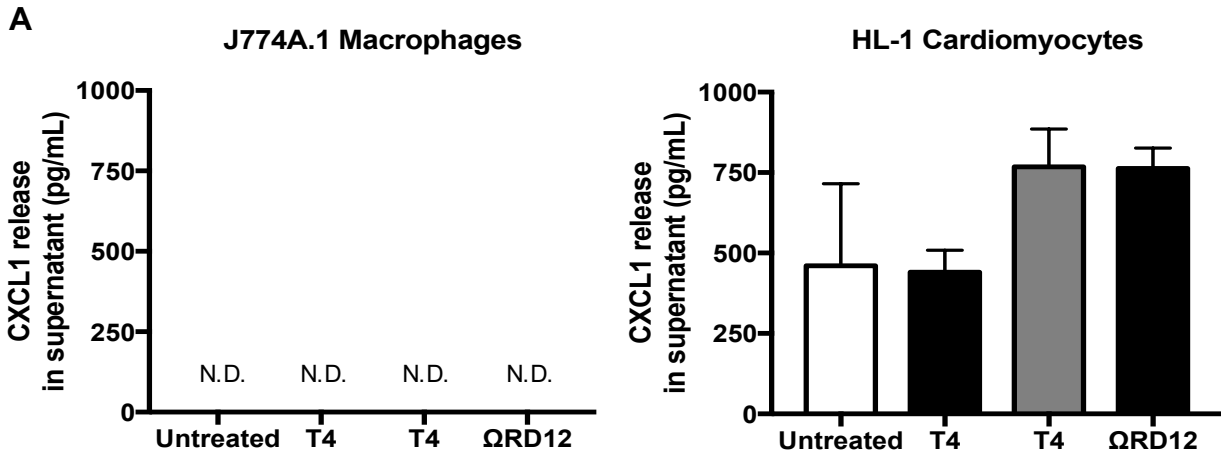 A
J774A.1 Macrophages
CXCL1 release
in supernatant (pg/mL)
1000
750
500
250
0
N.D. N.D. N.D. N.D.
Untreated T4 T4 ΩRD12
HL-1 Cardiomyocytes
CXCL1 release
in supernatant (pg/mL)
1000
750
500
250
0
Untreated T4 T4 ΩRD12